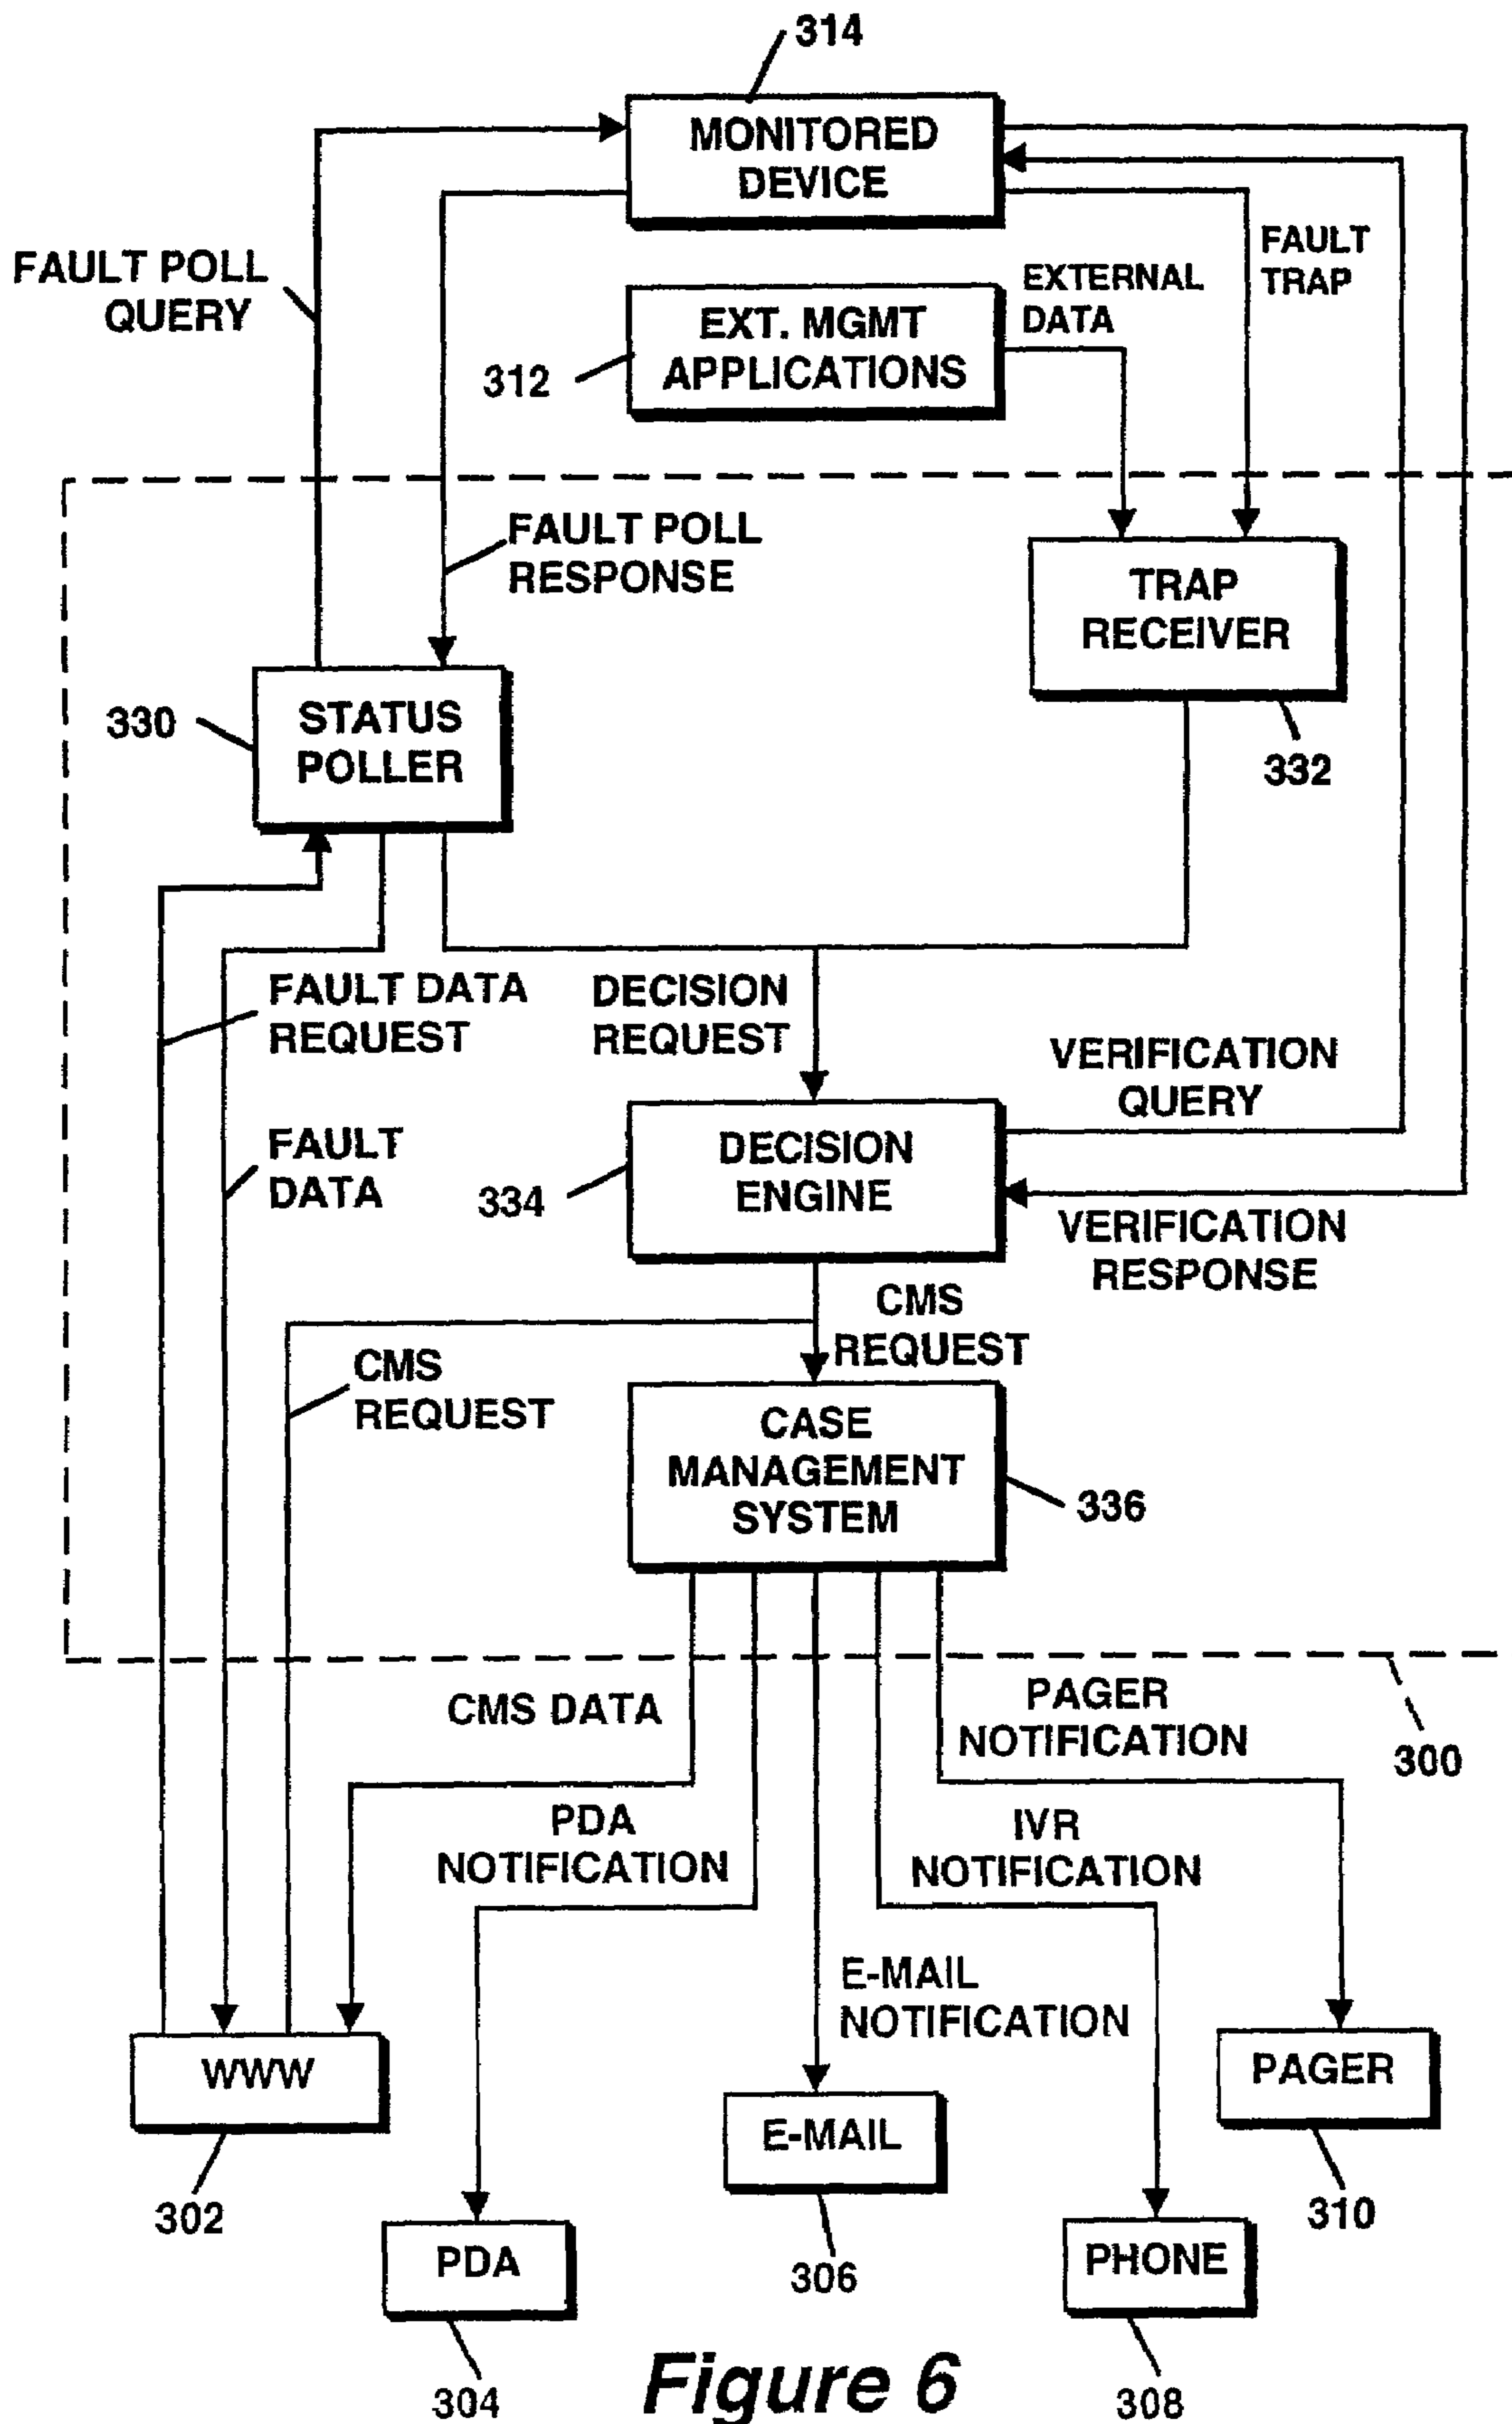 314
MONITORED
DEVICE
FAULT POLL
QUERY
FAULT
TRAP
EXTERNAL
DATA
EXT. MGMT
APPLICATIONS
312
FAULT POLL
RESPONSE
TRAP
RECEIVER
332
330
STATUS
POLLER
FAULT DATA
REQUEST
DECISION
REQUEST
VERIFICATION
QUERY
FAULT
DATA
DECISION
ENGINE
334
VERIFICATION
RESPONSE
CMS
REQUEST
CMS
REQUEST
CASE
MANAGEMENT
SYSTEM
336
CMS DATA
PAGER
NOTIFICATION
300
PDA
NOTIFICATION
IVR
NOTIFICATION
E-MAIL
NOTIFICATION
WWW
302
PAGER
310
E-MAIL
306
PDA
304
PHONE
308
Figure 6